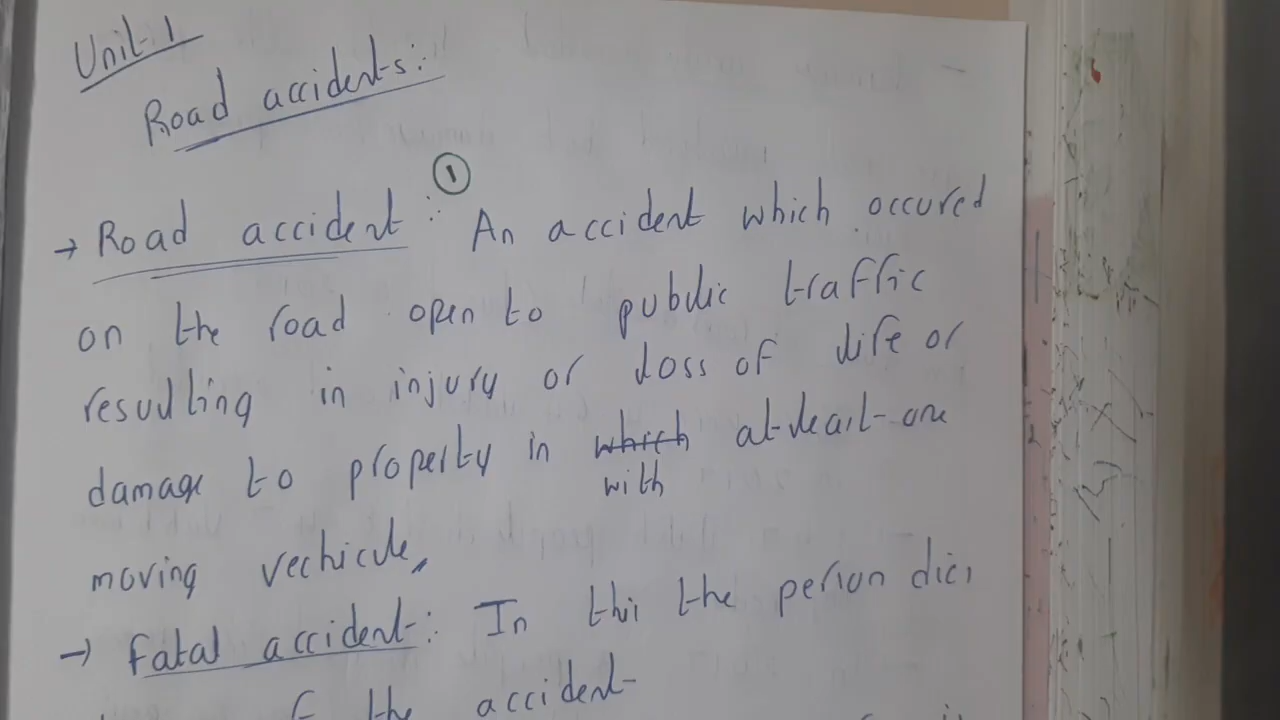 Unit-1
Road accidents:
①
→ Road accident: An accident which occured
on the road open to public traffic
resulting in injury or loss of life or
damage to property in which at-least-one
with
moving vechicle,
→ Fatal accident: In this the person dies
of the accident